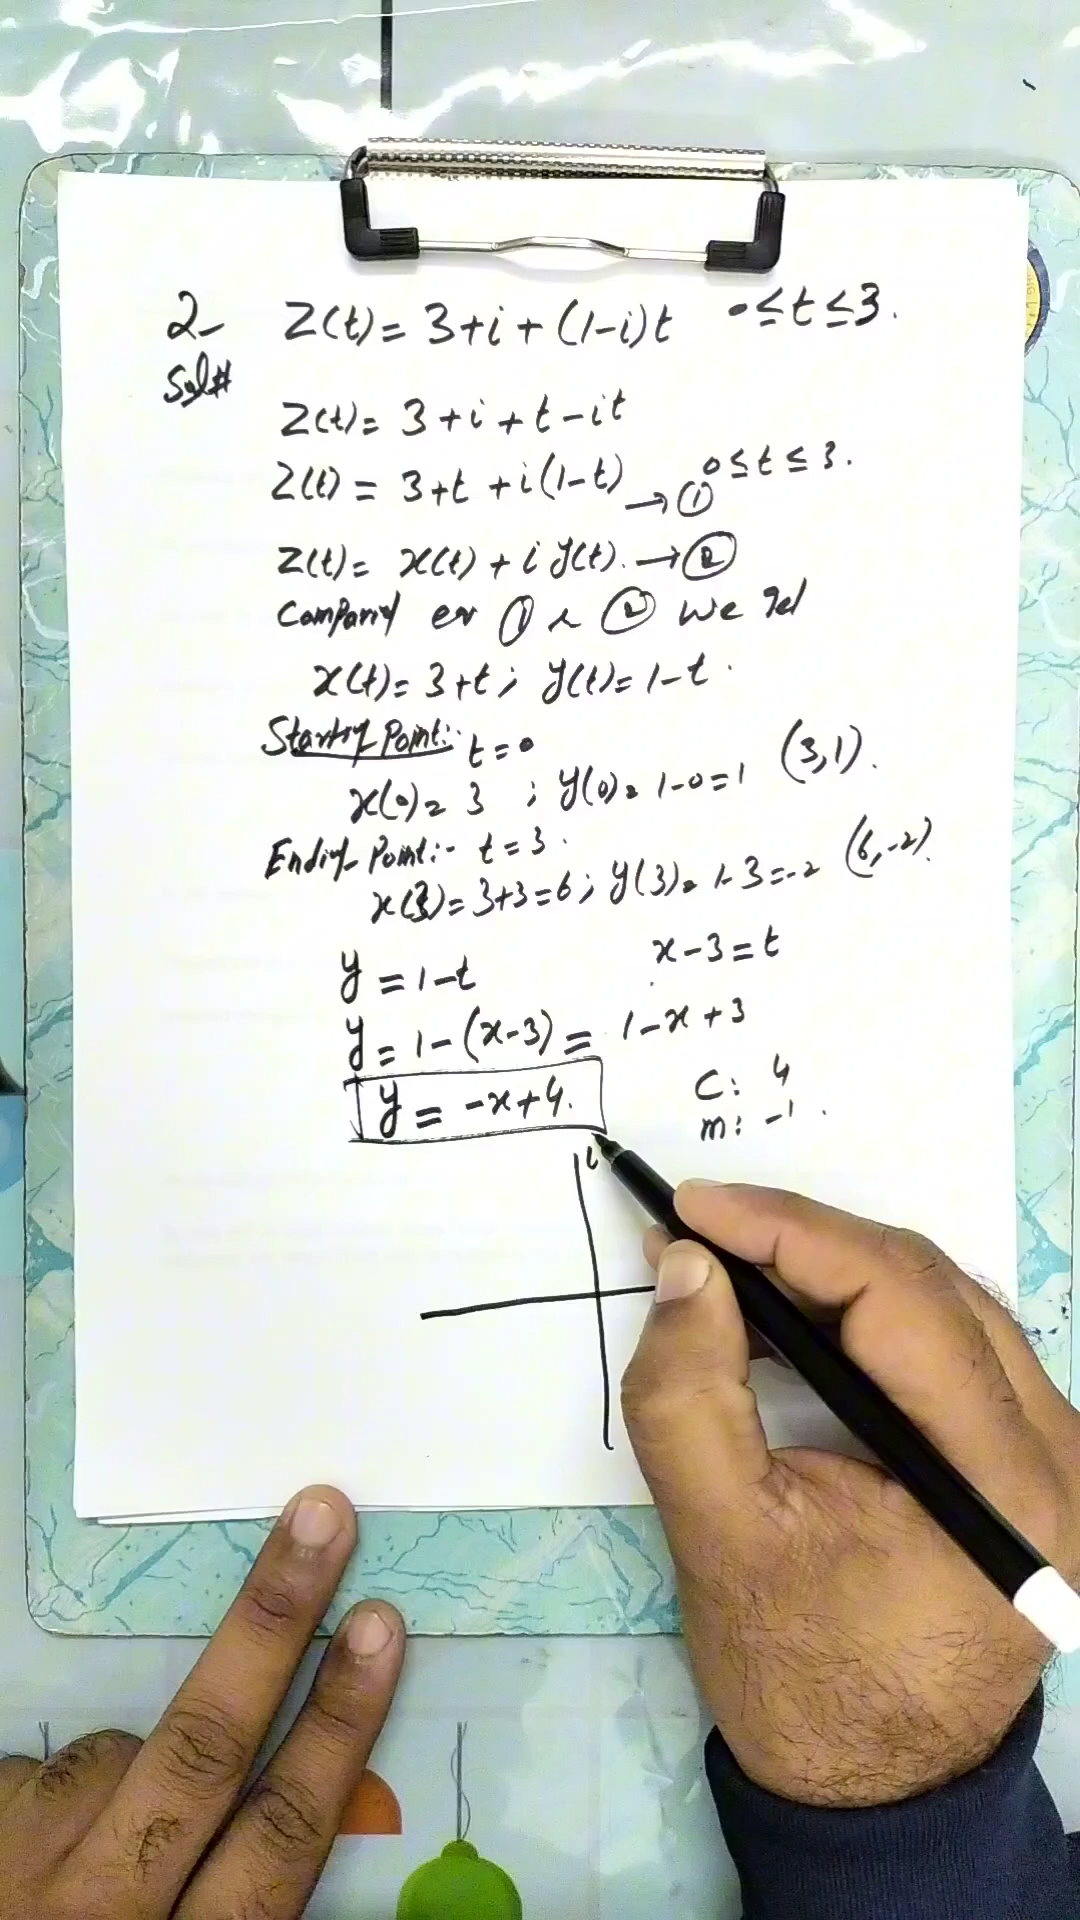 2- Z(t) = 3+i + (1-i)t 0 ≤ t ≤ 3.
Sol#
Z(t) = 3 + i + t - it
Z(t) = 3+t + i(1-t) → ① 0 ≤ t ≤ 3.
Z(t) = x(t) + i y(t). → ②
① & ② we get
x(t) = 3+t ; y(t) = 1-t .
Starting Point:- t = 0
x(0) = 3 ; y(0) = 1-0 = 1 (3,1).
Ending Point:- t = 3.
x(3) = 3+3 = 6 ; y(3) = 1-3 = -2 (6,-2).
y = 1-t x-3 = t
y = 1-(x-3) = 1-x+3
y = -x+4. C: 4
m: -1 .